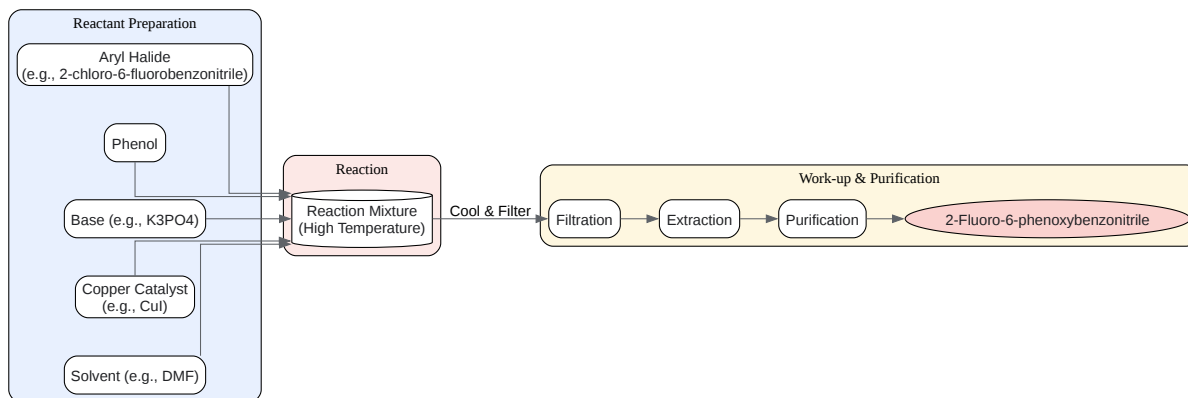 Reactant Preparation
Aryl Halide
(e.g., 2-chloro-6-fluorobenzonitrile)
Phenol
Base (e.g., K3PO4)
Copper Catalyst
(e.g., CuI)
Solvent (e.g., DMF)
Reaction
Reaction Mixture
(High Temperature)
Cool & Filter
Work-up & Purification
Filtration
Extraction
Purification
2-Fluoro-6-phenoxybenzonitrile